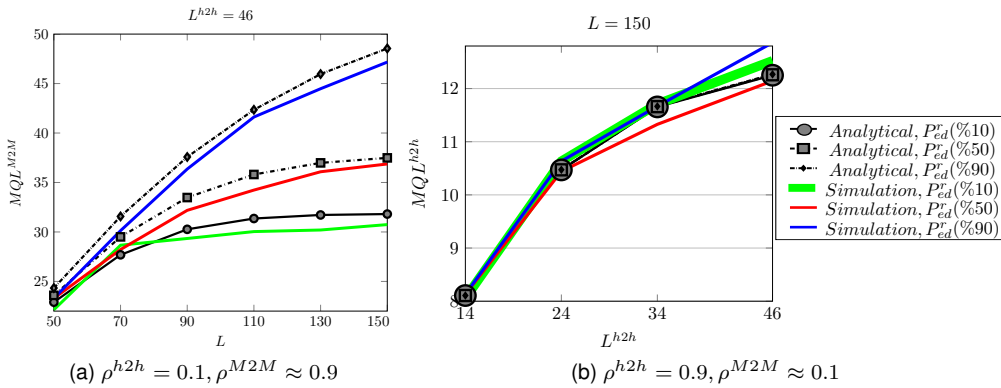 L^{h2h} = 46
MQL^{M2M}
50
45
40
35
30
25
50 70 90 110 130 150
L
(a) ρ^{h2h} = 0.1, ρ^{M2M} ≈ 0.9
L = 150
MQL^{h2h}
12
11
10
9
8
14 24 34 46
L^{h2h}
(b) ρ^{h2h} = 0.9, ρ^{M2M} ≈ 0.1
Analytical, P^r_{ed}(%10)
Analytical, P^r_{ed}(%50)
Analytical, P^r_{ed}(%90)
Simulation, P^r_{ed}(%10)
Simulation, P^r_{ed}(%50)
Simulation, P^r_{ed}(%90)